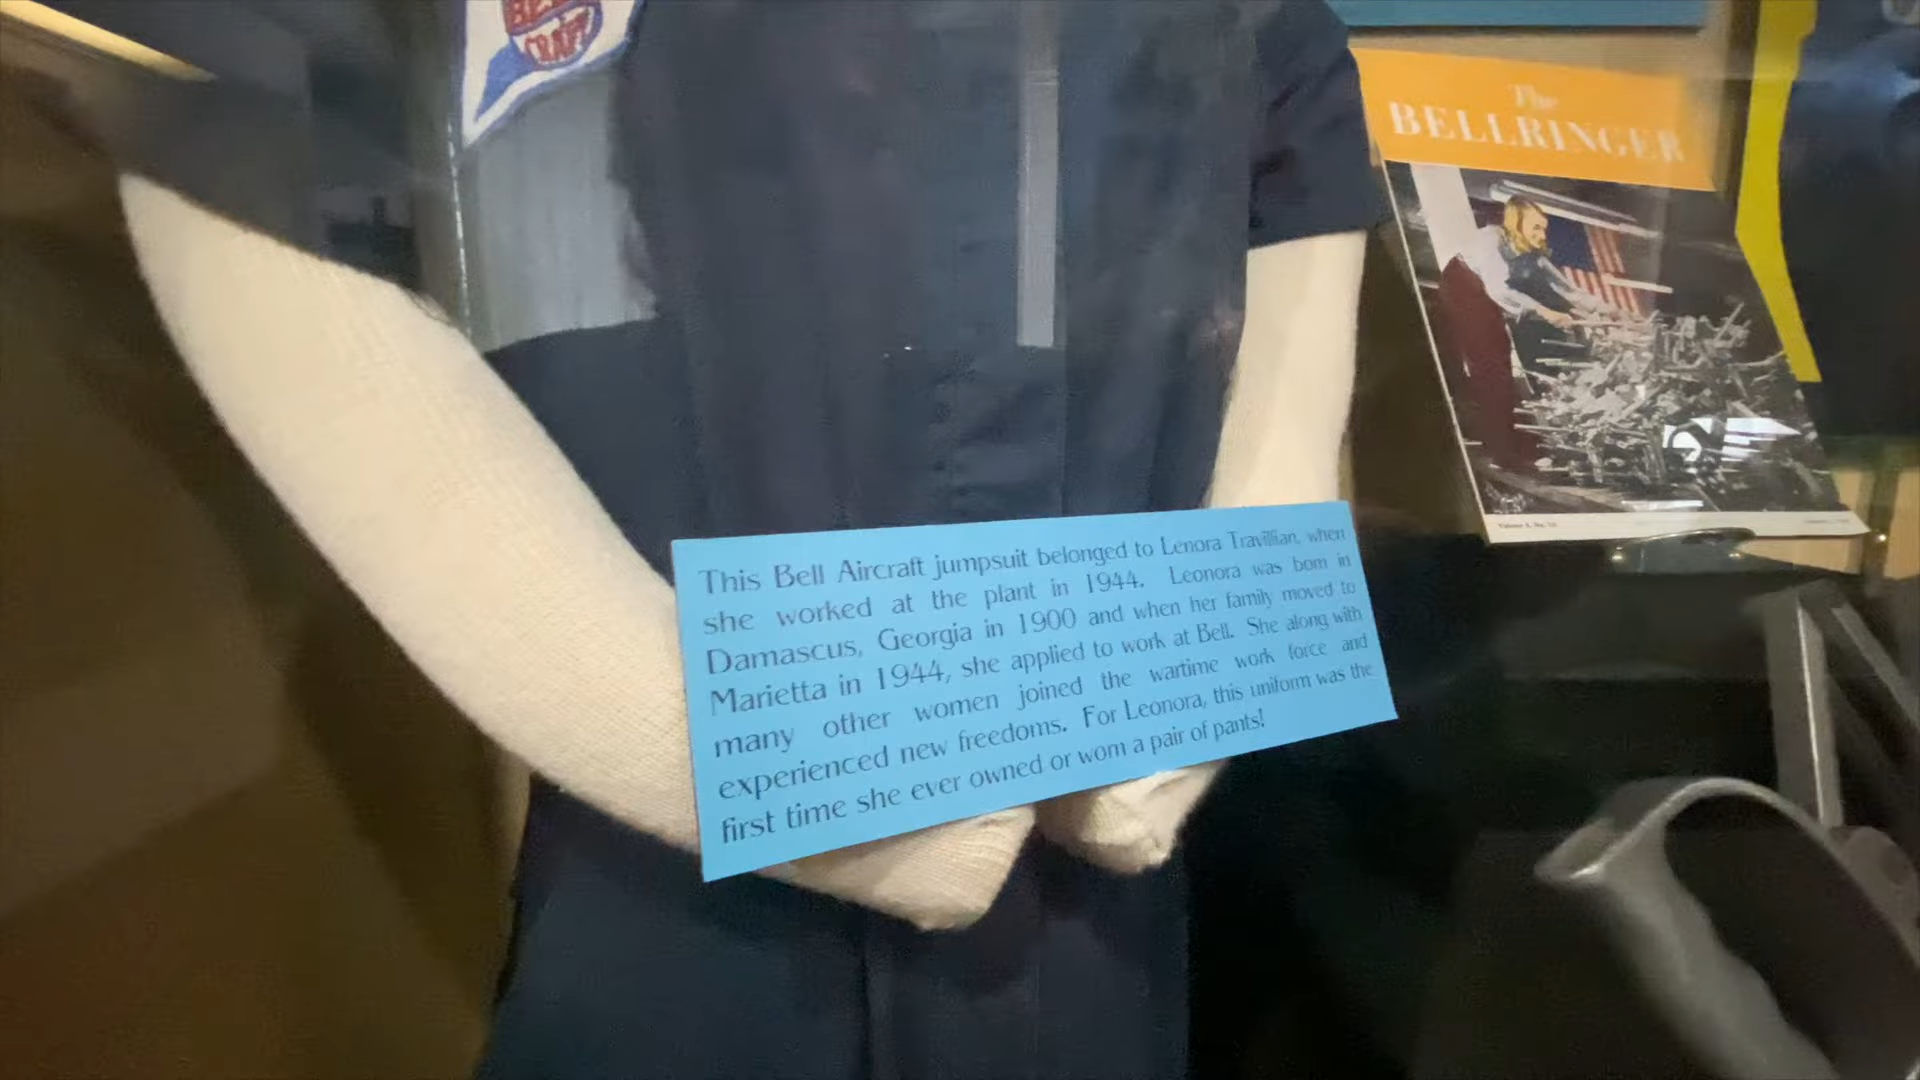 CRAFT
The
BELLRINGER
This Bell Aircraft jumpsuit belonged to Lenora Travillian, when
she worked at the plant in 1944. Leonora was born in
Damascus, Georgia in 1900 and when her family moved to
Marietta in 1944, she applied to work at Bell. She along with
many other women joined the wartime work force and
experienced new freedoms. For Leonora, this uniform was the
first time she ever owned or worn a pair of pants!